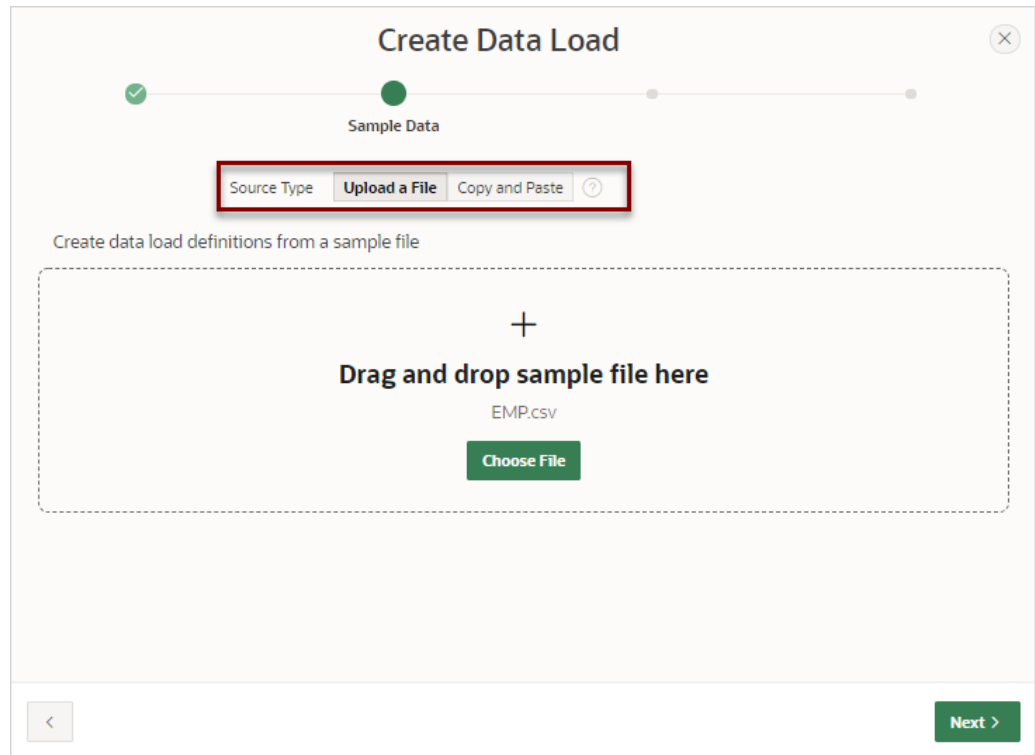 Create Data Load
Sample Data
Source Type Upload a File Copy and Paste ?
Create data load definitions from a sample file
Drag and drop sample file here
EMP.csv
Choose File
Next >